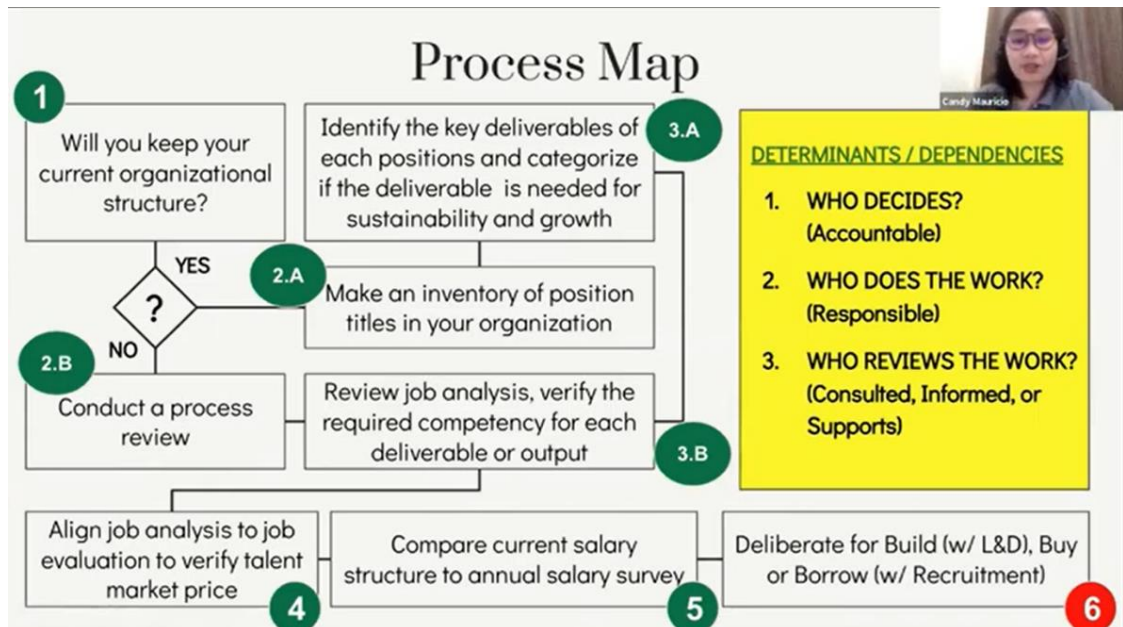 Process Map
Candy Mauricio
1
Will you keep your
current organizational
structure?
3.A
Identify the key deliverables of
each positions and categorize
if the deliverable is needed for
sustainability and growth
YES
?
NO
2.A
Make an inventory of position
titles in your organization
2.B
Conduct a process
review
Review job analysis, verify the
required competency for each
deliverable or output
3.B
Align job analysis to job
evaluation to verify talent
market price
4
Compare current salary
structure to annual salary survey
5
Deliberate for Build (w/ L&D), Buy
or Borrow (w/ Recruitment)
6
DETERMINANTS / DEPENDENCIES
1. WHO DECIDES?
(Accountable)
2. WHO DOES THE WORK?
(Responsible)
3. WHO REVIEWS THE WORK?
(Consulted, Informed, or
Supports)